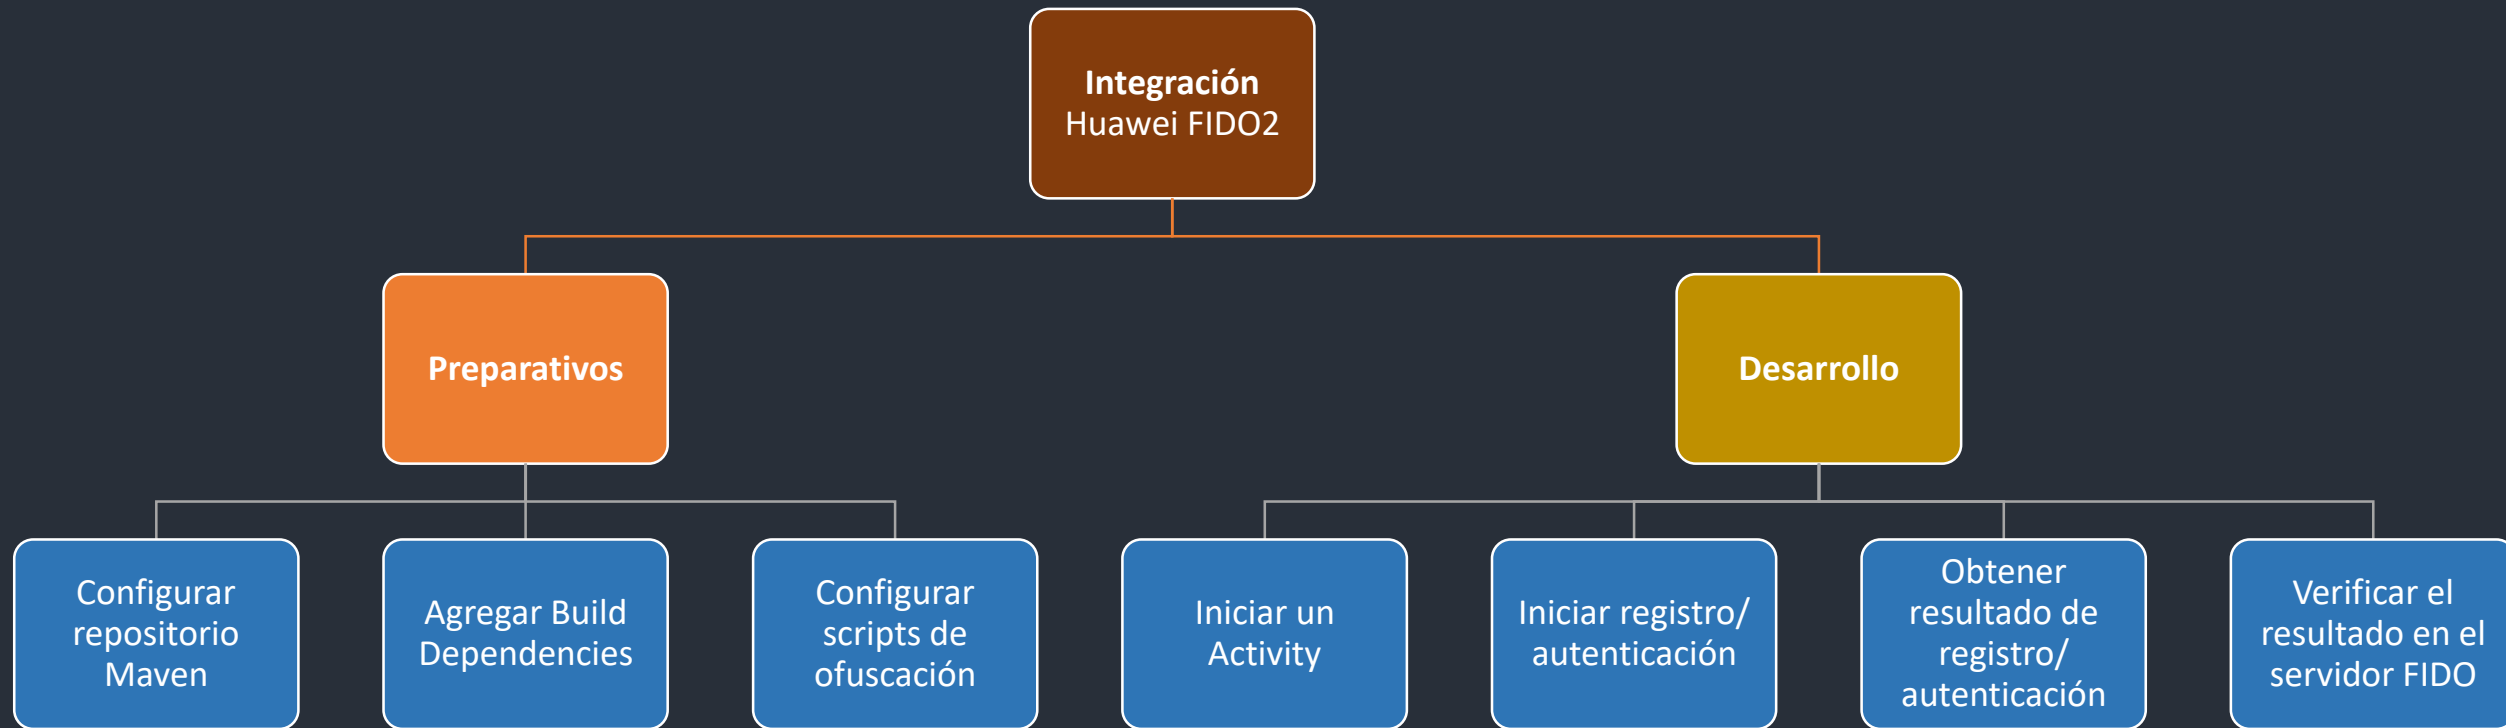 Integración
Huawei FIDO2
Preparativos
Desarrollo
Configurar
repositorio
Maven
Agregar Build
Dependencies
Configurar
scripts de
ofuscación
Iniciar un
Activity
Iniciar registro/
autenticación
Obtener
resultado de
registro/
autenticación
Verificar el
resultado en el
servidor FIDO